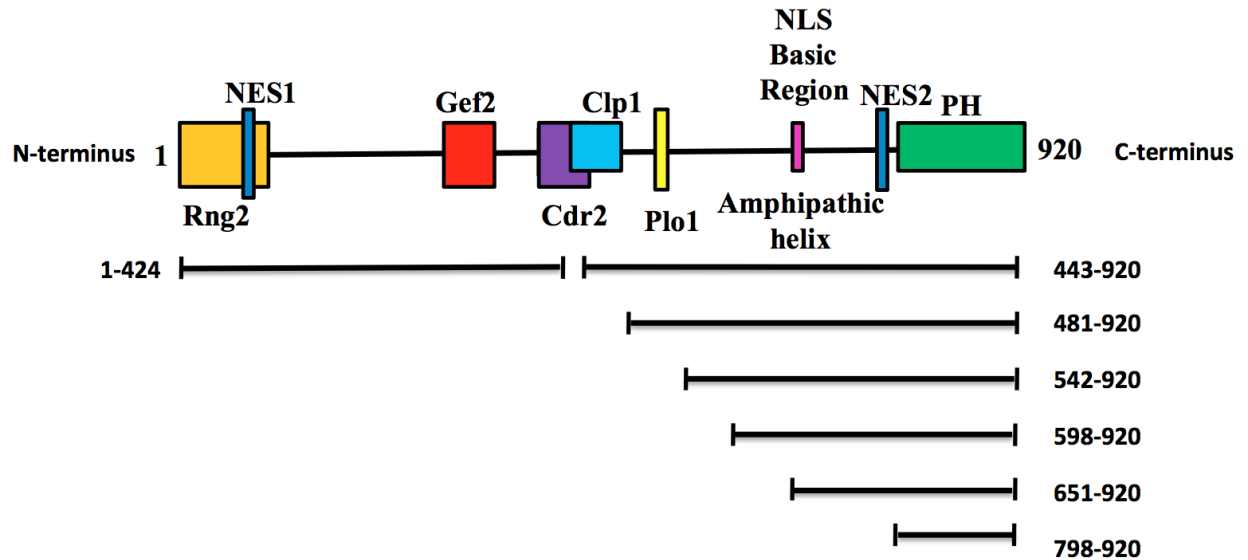 NLS
Basic
Region
NES1
Gef2
Clp1
NES2
PH
N-terminus 1
920 C-terminus
Rng2
Cdr2
Plo1
Amphipathic
helix
1-424
443-920
481-920
542-920
598-920
651-920
798-920